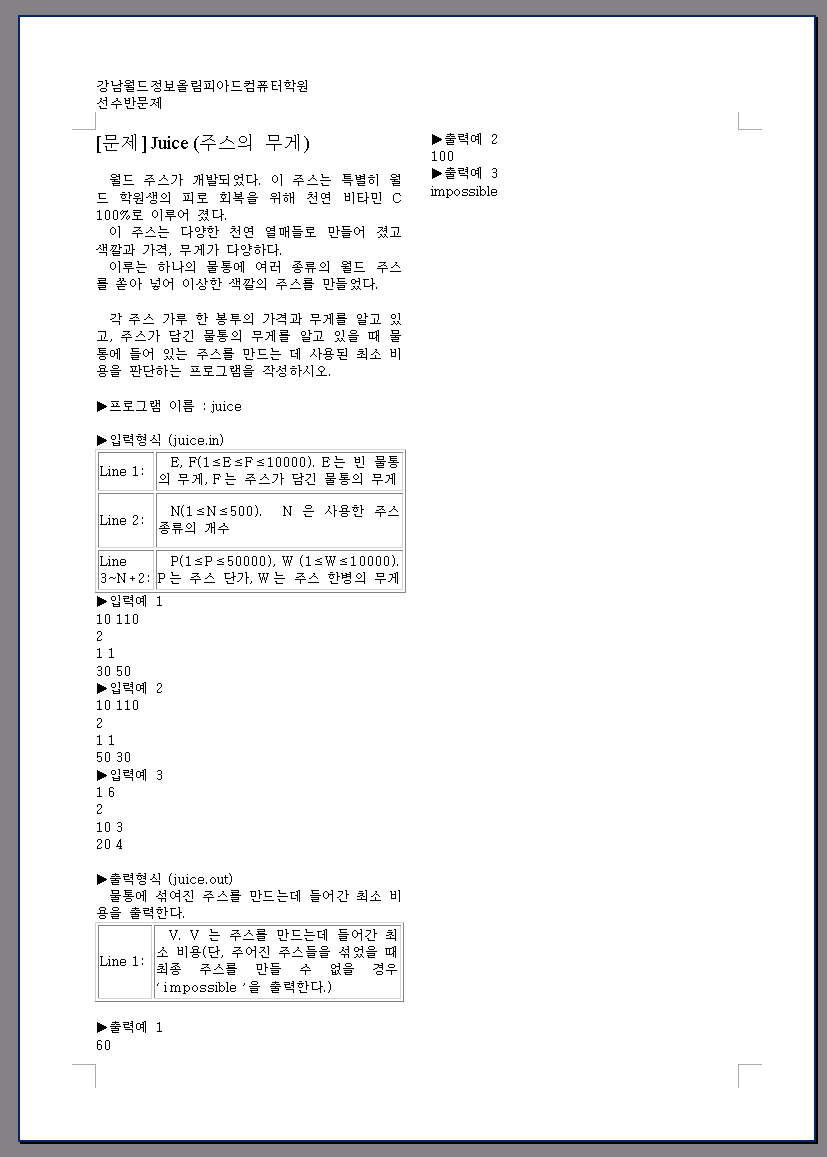 강남월드정보올림피아드컴퓨터학원
선수반문제
[문제] Juice (주스의 무게)
월드 주스가 개발되었다. 이 주스는 특별히 월
드 학원생의 피로 회복을 위해 천연 비타민 C
100%로 이루어 졌다.
이 주스는 다양한 천연 열매들로 만들어 졌고
색깔과 가격, 무게가 다양하다.
이루는 하나의 물통에 여러 종류의 월드 주스
를 쏟아 넣어 이상한 색깔의 주스를 만들었다.
각 주스 가루 한 봉투의 가격과 무게를 알고 있
고, 주스가 담긴 물통의 무게를 알고 있을 때 물
통에 들어 있는 주스를 만드는 데 사용된 최소 비
용을 판단하는 프로그램을 작성하시오.
▶프로그램 이름 : juice
▶입력형식 (juice.in)
Line 1: E, F(1≤E≤F≤10000). E는 빈 물통
의 무게, F는 주스가 담긴 물통의 무게
Line 2: N(1≤N≤500). N 은 사용한 주스
종류의 개수
Line 3~N+2: P(1≤P≤50000), W (1≤W≤10000).
P는 주스 단가, W는 주스 한병의 무게
▶입력예 1
10 110
2
1 1
30 50
▶입력예 2
10 110
2
1 1
50 30
▶입력예 3
1 6
2
10 3
20 4
▶출력형식 (juice.out)
물통에 섞여진 주스를 만드는데 들어간 최소 비
용을 출력한다.
Line 1: V. V 는 주스를 만드는데 들어간 최
소 비용(단, 주어진 주스들을 섞었을 때
최종 주스를 만들 수 없을 경우
‘impossible’을 출력한다.)
▶출력예 1
60
▶출력예 2
100
▶출력예 3
impossible